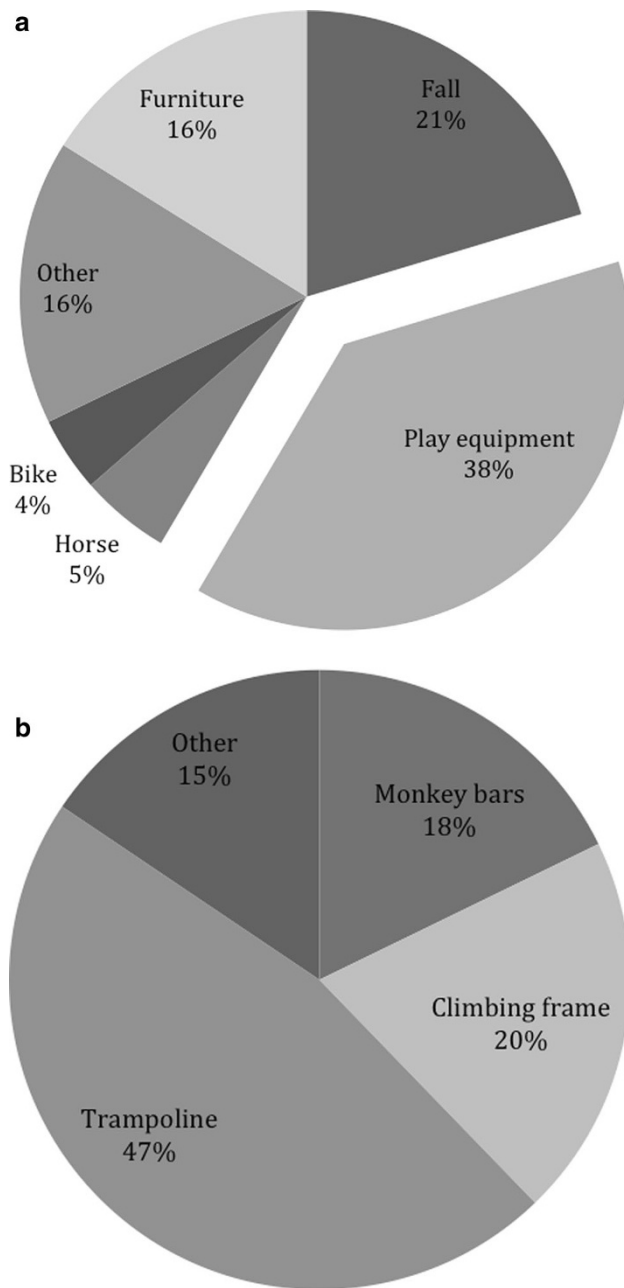 a
Furniture
16%
Fall
21%
Other
16%
Play equipment
38%
Bike
4%
Horse
5%
b
Other
15%
Monkey bars
18%
Climbing frame
20%
Trampoline
47%